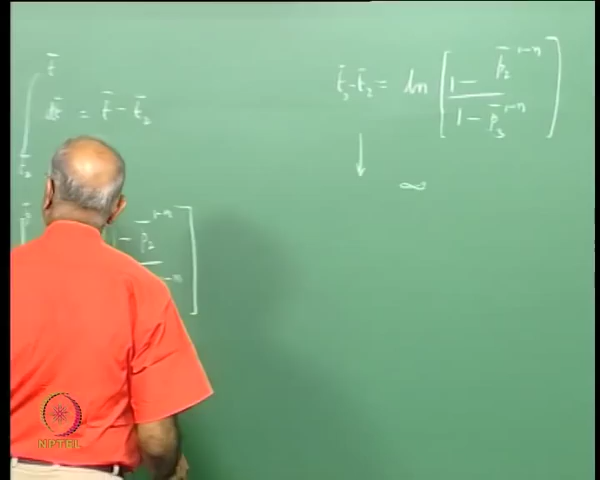 t̄
dt̄ = t̄ - t̄₂
t̄₂
p̄
- p̄₂^{1-n}
-n
t̄₃ - t̄₂ = ln [ (1 - p̄₂^{1-n}) / (1 - p̄₃^{1-n}) ]
↓
∞
NPTEL